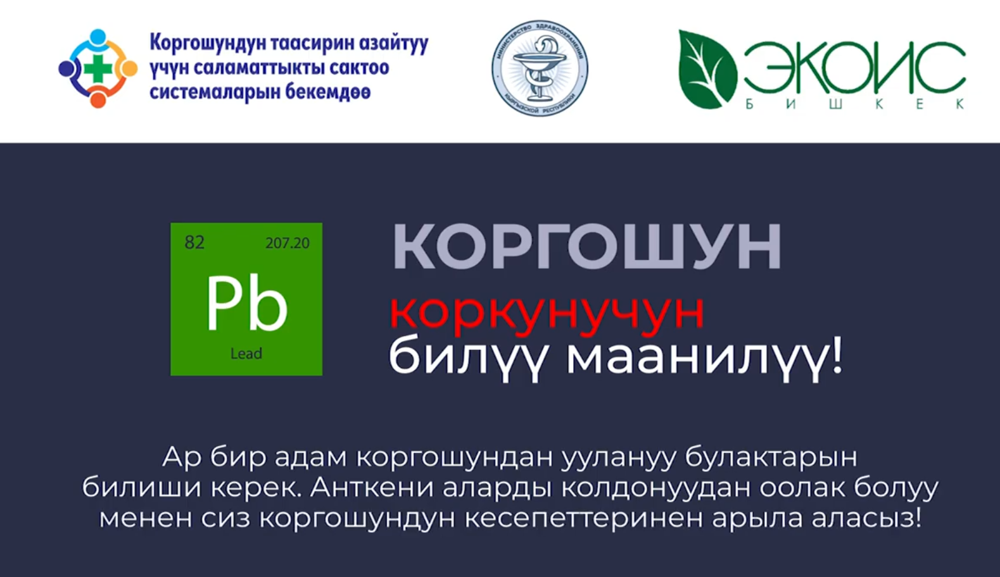 Коргошундун таасирин азайтуу
үчүн саламаттыкты сактоо
системаларын бекемдөө
МИНИСТЕРСТВО ЗДРАВООХРАНЕНИЯ
КЫРГЫЗСКОЙ РЕСПУБЛИКИ
ЭКОИС
БИШКЕК
82 207.20
Pb
Lead
КОРГОШУН
коркунучун
билүү маанилүү!
Ар бир адам коргошундан уулануу булактарын
билиши керек. Анткени аларды колдонуудан оолак болуу
менен сиз коргошундун кесепеттеринен арыла аласыз!